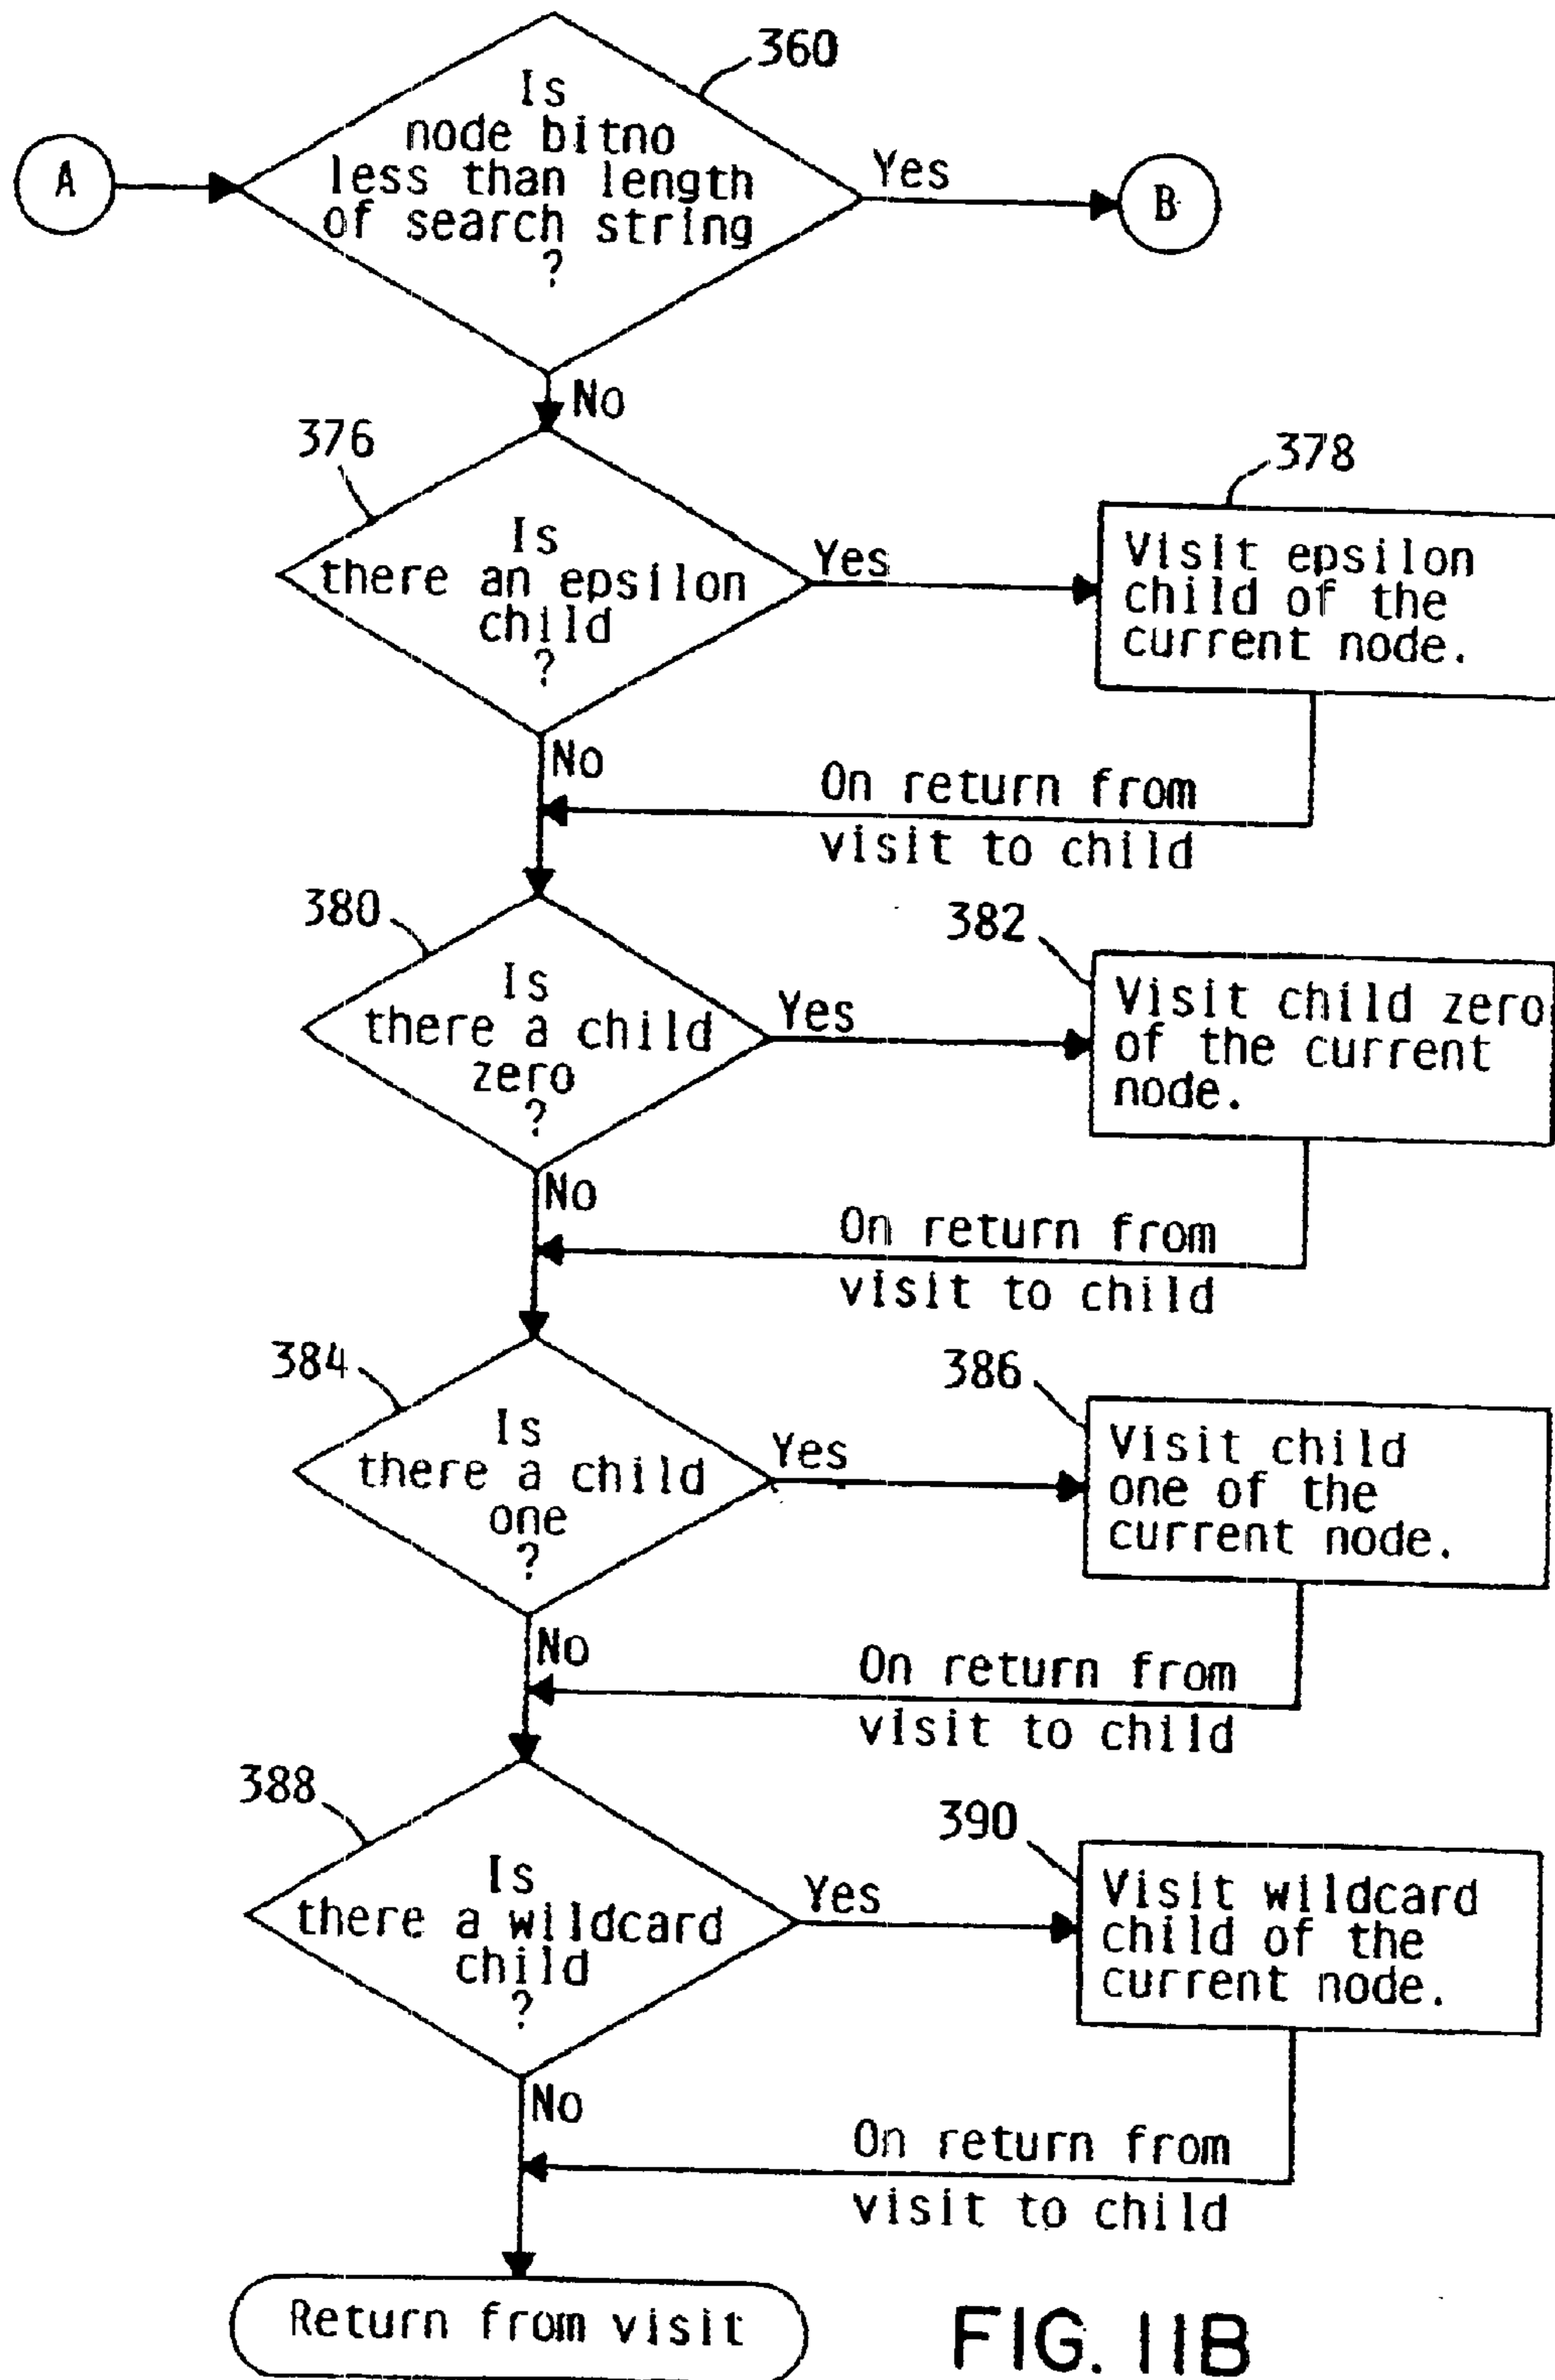 360
Is
node bitno
less than length
of search string
?
A
Yes
B
No
376
Is
there an epsilon
child
?
Yes
378
Visit epsilon
child of the
current node.
No
On return from
visit to child
380
Is
there a child
zero
?
Yes
382
Visit child zero
of the current
node.
No
On return from
visit to child
384
Is
there a child
one
?
Yes
386
Visit child
one of the
current node.
No
On return from
visit to child
388
Is
there a wildcard
child
?
Yes
390
Visit wildcard
child of the
current node.
No
On return from
visit to child
Return from visit
FIG. 11B